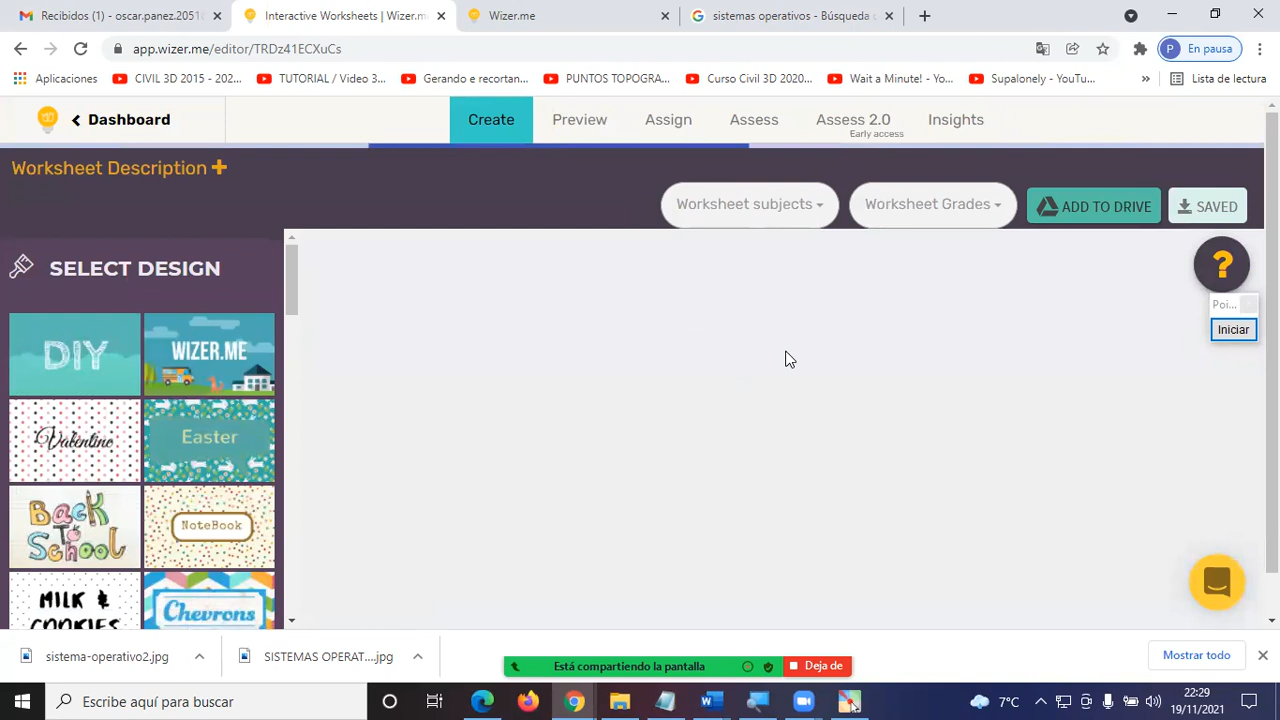 Recibidos (1) - oscar.panez.2051
Interactive Worksheets | Wizer.m
Wizer.me
sistemas operativos - Búsqueda
app.wizer.me/editor/TRDz41ECXuCs
P En pausa
Aplicaciones
CIVIL 3D 2015 - 202...
TUTORIAL / Video 3...
Gerando e recortan...
PUNTOS TOPOGRA...
Curso Civil 3D 2020...
Wait a Minute! - Yo...
Supalonely - YouTu...
Lista de lectura
Dashboard
Create
Preview
Assign
Assess
Assess 2.0
Early access
Insights
Worksheet Description
Worksheet subjects
Worksheet Grades
ADD TO DRIVE
SAVED
SELECT DESIGN
?
Poi...
Iniciar
DIY
WIZER.ME
Valentine
Easter
Back To School
NoteBook
MILK & COOKIES
Chevrons
sistema-operativo2.jpg
SISTEMAS OPERAT....jpg
Está compartiendo la pantalla
Deja de
Mostrar todo
Escribe aquí para buscar
7°C
22:29
19/11/2021